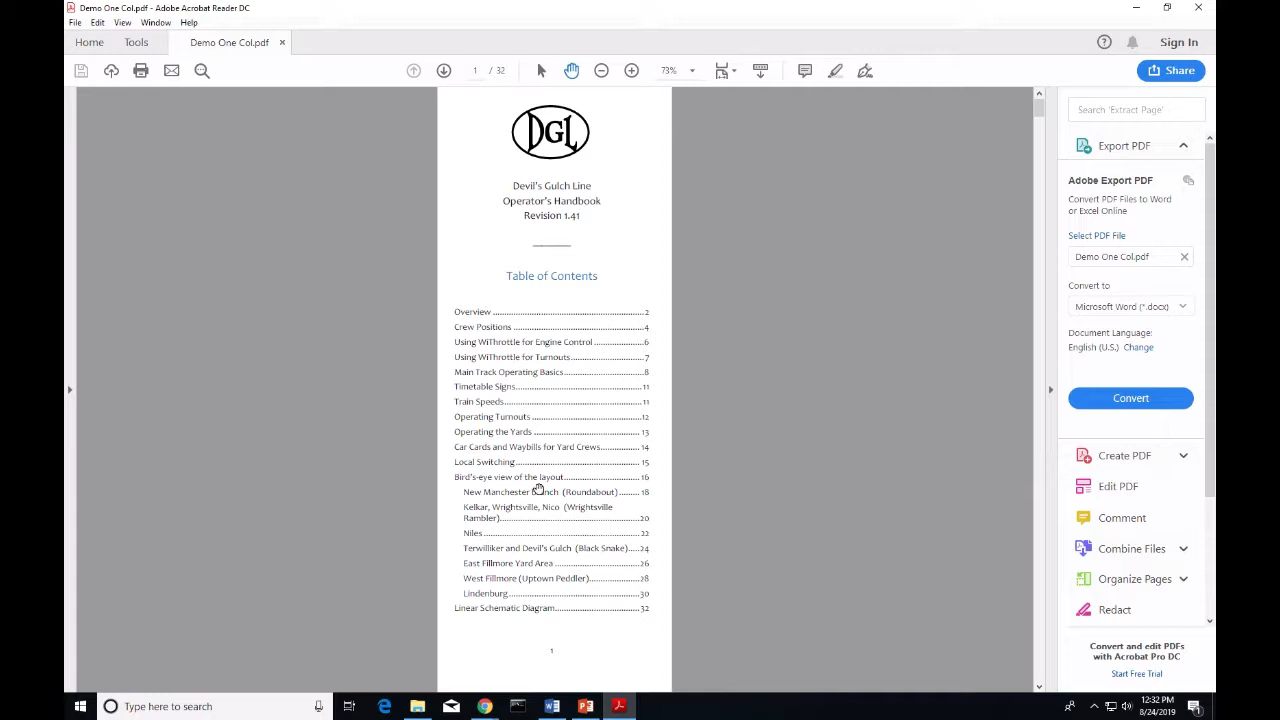 Demo One Col.pdf - Adobe Acrobat Reader DC
File Edit View Window Help
Home Tools Demo One Col.pdf × Sign In
1 / 32 73% Share
DGL
Devil's Gulch Line
Operator's Handbook
Revision 1.41
Table of Contents
Overview ........ 2
Crew Positions ........ 4
Using WiThrottle for Engine Control ........ 6
Using WiThrottle for Turnouts ........ 7
Main Track Operating Basics ........ 8
Timetable Signs ........ 11
Train Speeds ........ 11
Operating Turnouts ........ 12
Operating the Yards ........ 13
Car Cards and Waybills for Yard Crews ........ 14
Local Switching ........ 15
Bird's-eye view of the layout ........ 16
New Manchester (Roundabout) ........ 18
Kelkar, Wrightsville, Nico (Wrightsville
Rambler) ........ 20
Niles ........ 22
Terwilliker and Devil's Gulch (Black Snake) ..... 24
East Fillmore Yard Area ........ 26
West Fillmore (Uptown Peddler) ........ 28
Lindenburg ........ 30
Linear Schematic Diagram ........ 32
1
Search 'Extract Page'
Export PDF
Adobe Export PDF
Convert PDF Files to Word
or Excel Online
Select PDF File
Demo One Col.pdf ×
Convert to
Microsoft Word (*.docx)
Document Language:
English (U.S.) Change
Convert
Create PDF
Edit PDF
Comment
Combine Files
Organize Pages
Redact
Convert and edit PDFs
with Acrobat Pro DC
Start Free Trial
Type here to search
12:32 PM
8/24/2019